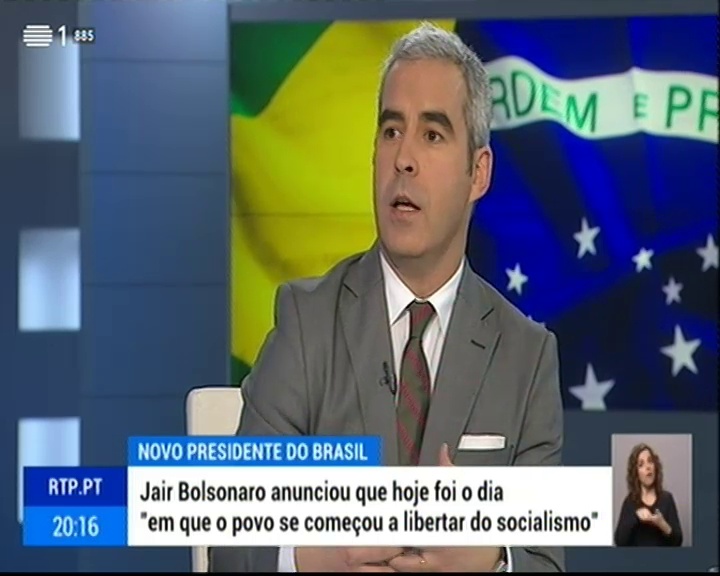 1 885
RDEM E PR
NOVO PRESIDENTE DO BRASIL
RTP.PT
Jair Bolsonaro anunciou que hoje foi o dia
20:16
"em que o povo se começou a libertar do socialismo"